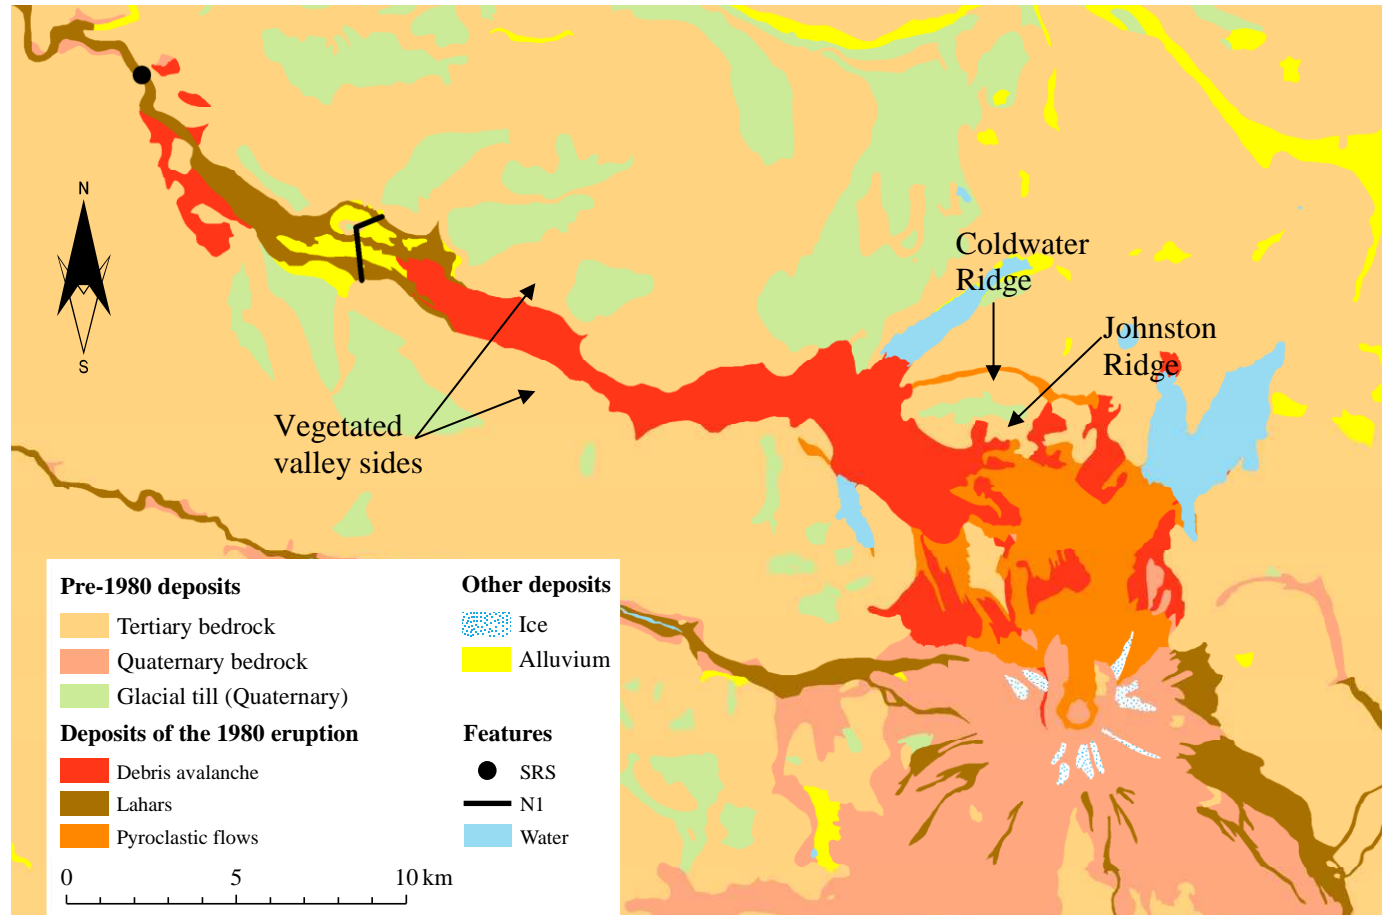 N
S
Coldwater
Ridge
Johnston
Ridge
Vegetated
valley sides
Pre-1980 deposits
Tertiary bedrock
Quaternary bedrock
Glacial till (Quaternary)
Deposits of the 1980 eruption
Debris avalanche
Lahars
Pyroclastic flows
Other deposits
Ice
Alluvium
Features
SRS
N1
Water
0 5 10 km